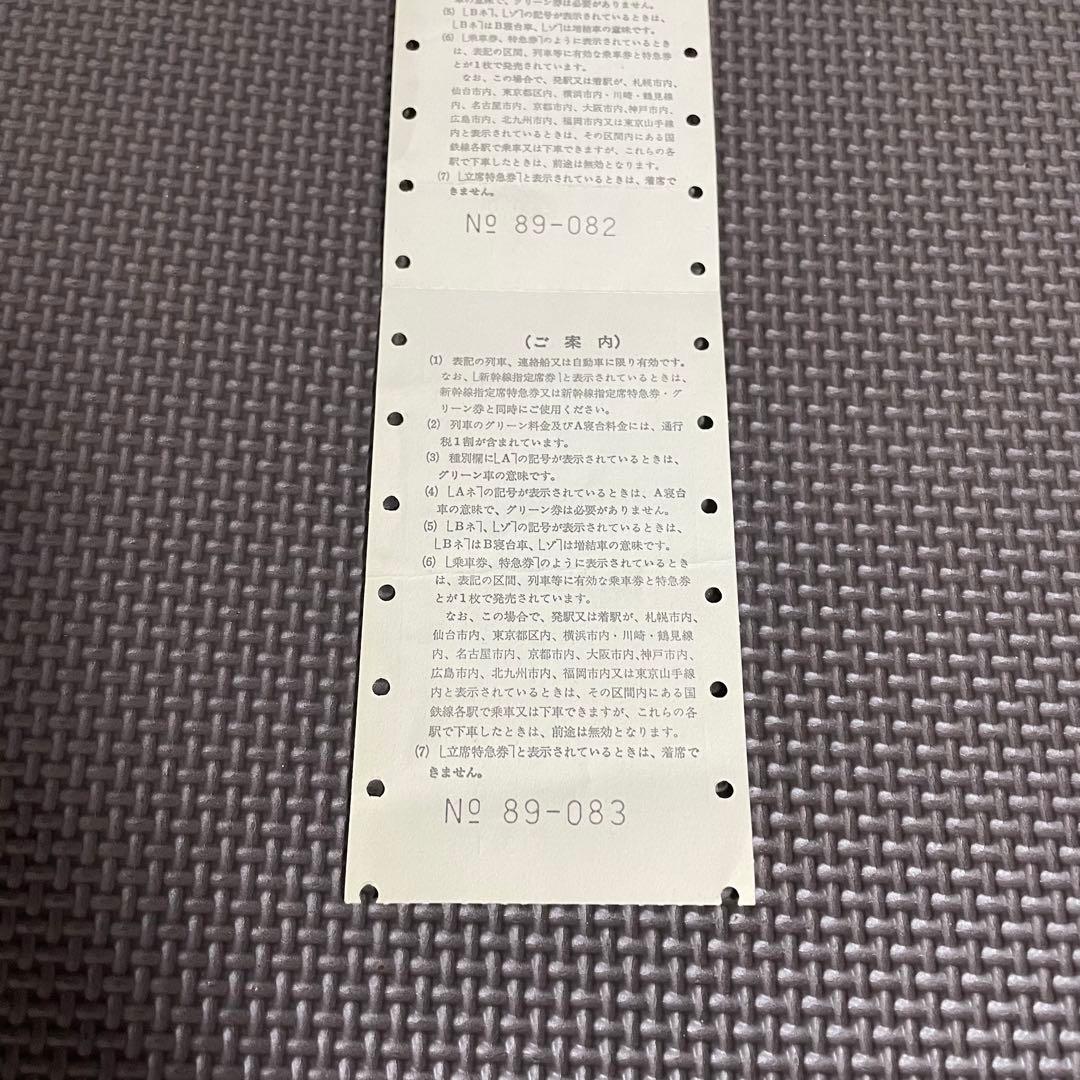 車の意味で、グリーン券は必要がありません。
(5) ⎣Bネ⎤、⎣ゾ⎤の記号が表示されているときは、
⎣Bネ⎤はB寝台車、⎣ゾ⎤は増結車の意味です。
(6) ⎣乗車券、特急券⎤のように表示されているとき
は、表記の区間、列車等に有効な乗車券と特急券
とが1枚で発売されています。
なお、この場合で、発駅又は着駅が、札幌市内、
仙台市内、東京都区内、横浜市内・川崎・鶴見線
内、名古屋市内、京都市内、大阪市内、神戸市内、
広島市内、北九州市内、福岡市内又は東京山手線
内と表示されているときは、その区間内にある国
鉄線各駅で乗車又は下車できますが、これらの各
駅で下車したときは、前途は無効となります。
(7) ⎣立席特急券⎤と表示されているときは、着席で
きません。
№ 89-082
(ご案内)
(1) 表記の列車、連絡船又は自動車に限り有効です。
なお、⎣新幹線指定席券⎤と表示されているときは、
新幹線指定席特急券又は新幹線指定席特急券・グ
リーン券と同時にご使用ください。
(2) 列車のグリーン料金及びA寝台料金には、通行
税1割が含まれています。
(3) 種別欄に⎣A⎤の記号が表示されているときは、
グリーン車の意味です。
(4) ⎣Aネ⎤の記号が表示されているときは、A寝台
車の意味で、グリーン券は必要がありません。
(5) ⎣Bネ⎤、⎣ゾ⎤の記号が表示されているときは、
⎣Bネ⎤はB寝台車、⎣ゾ⎤は増結車の意味です。
(6) ⎣乗車券、特急券⎤のように表示されているとき
は、表記の区間、列車等に有効な乗車券と特急券
とが1枚で発売されています。
なお、この場合で、発駅又は着駅が、札幌市内、
仙台市内、東京都区内、横浜市内・川崎・鶴見線
内、名古屋市内、京都市内、大阪市内、神戸市内、
広島市内、北九州市内、福岡市内又は東京山手線
内と表示されているときは、その区間内にある国
鉄線各駅で乗車又は下車できますが、これらの各
駅で下車したときは、前途は無効となります。
(7) ⎣立席特急券⎤と表示されているときは、着席で
きません。
№ 89-083